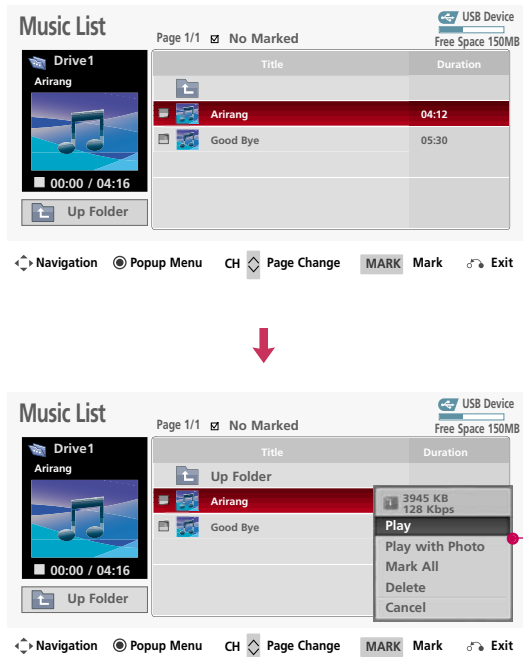 Music List
Page 1/1 No Marked
USB Device
Free Space 150MB
Drive1
Arirang
00:00 / 04:16
Up Folder
Title Duration
Arirang 04:12
Good Bye 05:30
Navigation Popup Menu CH Page Change MARK Mark Exit
Music List
Page 1/1 No Marked
USB Device
Free Space 150MB
Drive1
Arirang
00:00 / 04:16
Up Folder
Title Duration
Up Folder
Arirang
Good Bye
3945 KB
128 Kbps
Play
Play with Photo
Mark All
Delete
Cancel
Navigation Popup Menu CH Page Change MARK Mark Exit